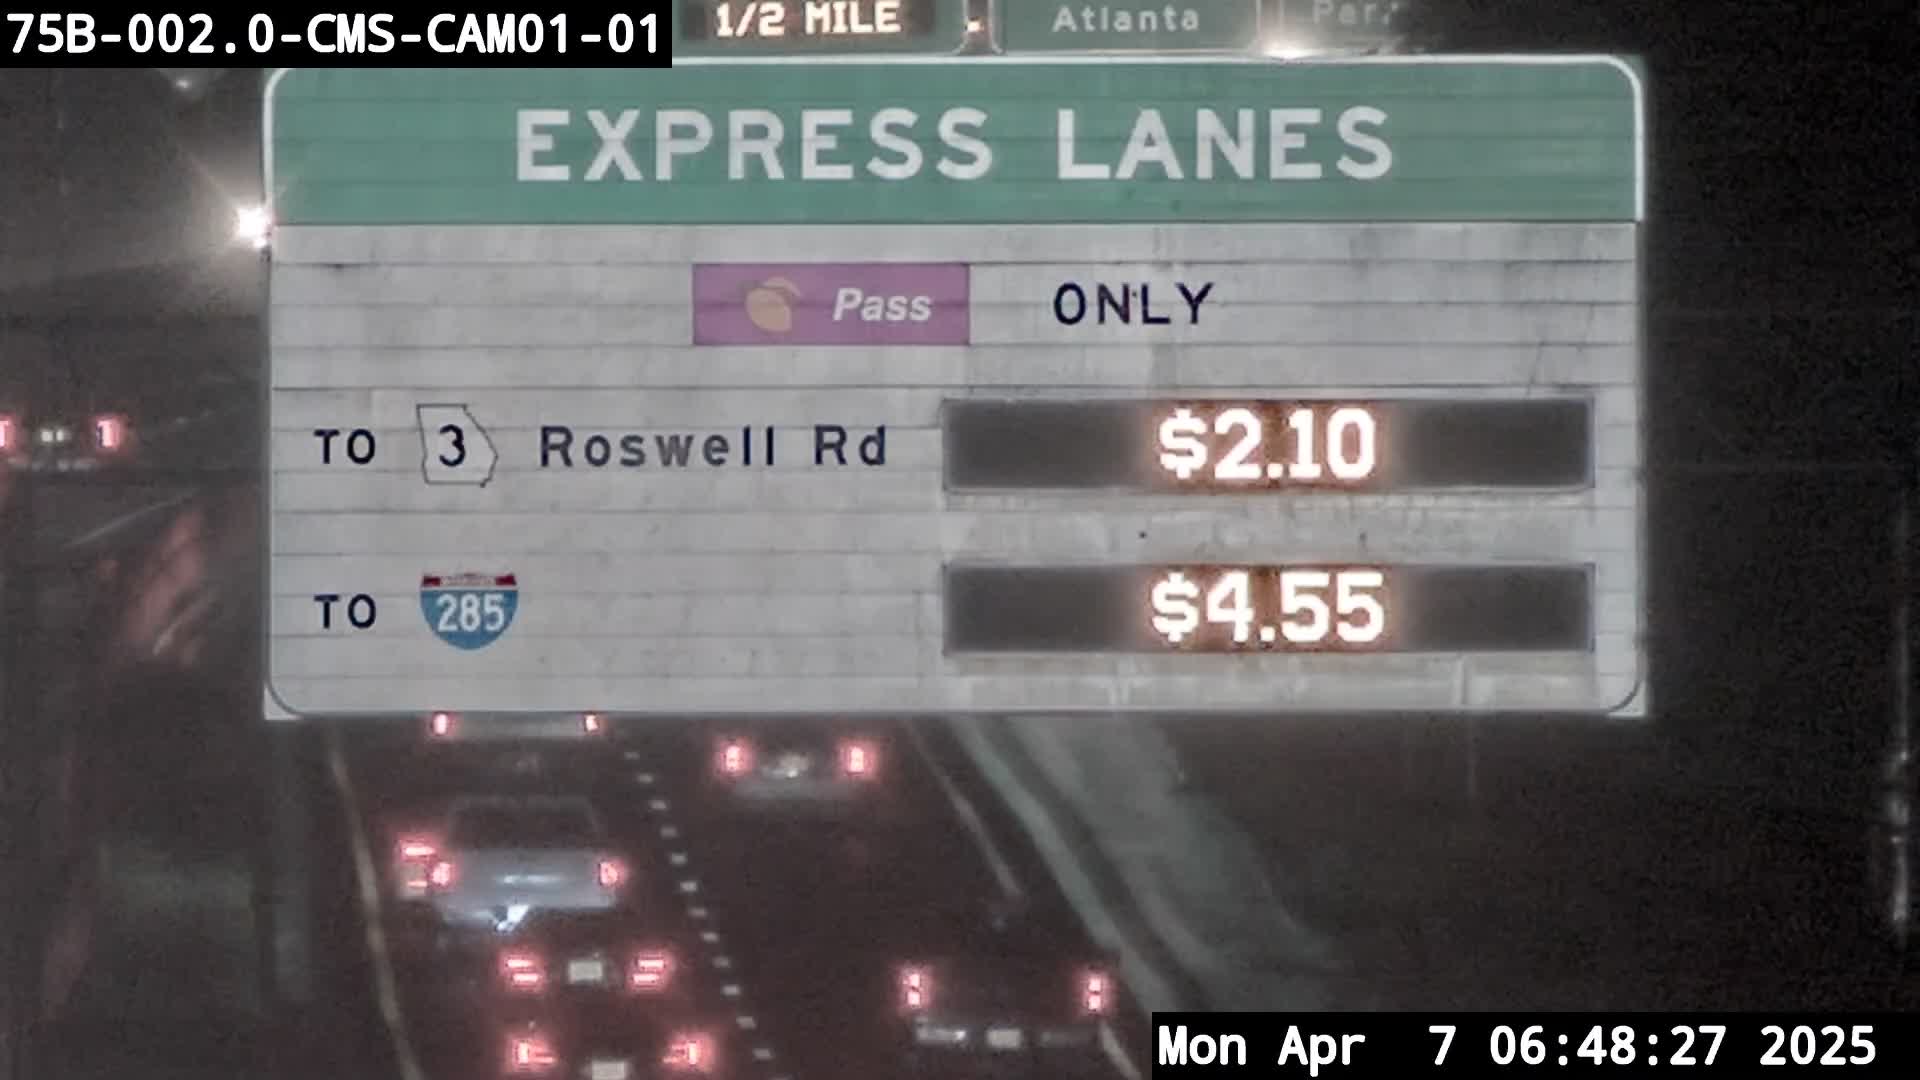 75B-002.0-CMS-CAM01-01
1/2 MILE
Atlanta
EXPRESS LANES
Pass ONLY
TO 3 Roswell Rd $2.10
TO 285 $4.55
Mon Apr 7 06:48:27 2025